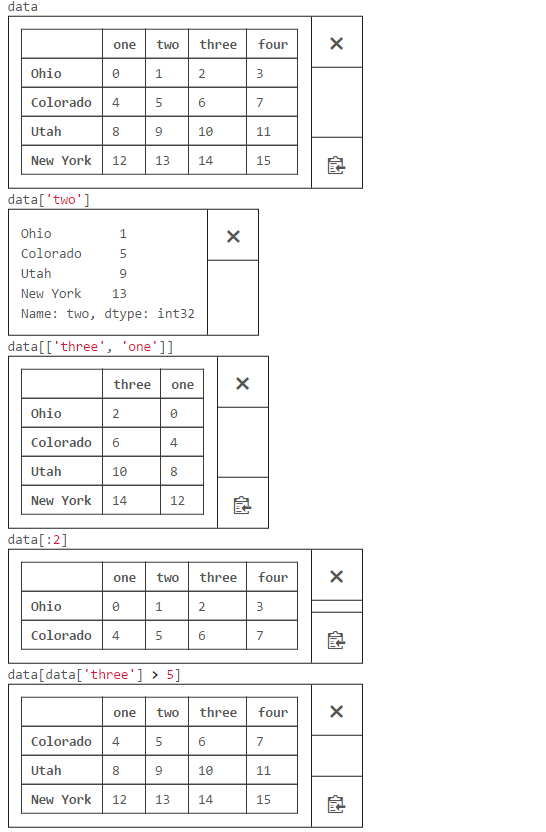 data
one two three four
Ohio 0 1 2 3
Colorado 4 5 6 7
Utah 8 9 10 11
New York 12 13 14 15
data['two']
Ohio 1
Colorado 5
Utah 9
New York 13
Name: two, dtype: int32
data[['three', 'one']]
three one
Ohio 2 0
Colorado 6 4
Utah 10 8
New York 14 12
data[:2]
one two three four
Ohio 0 1 2 3
Colorado 4 5 6 7
data[data['three'] > 5]
one two three four
Colorado 4 5 6 7
Utah 8 9 10 11
New York 12 13 14 15